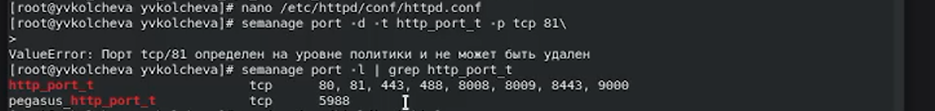 [root@yvkolcheva yvkolcheva]# nano /etc/httpd/conf/httpd.conf
[root@yvkolcheva yvkolcheva]# semanage port -d -t http_port_t -p tcp 81\
>
ValueError: Порт tcp/81 определен на уровне политики и не может быть удален
[root@yvkolcheva yvkolcheva]# semanage port -l | grep http_port_t
http_port_t tcp 80, 81, 443, 488, 8008, 8009, 8443, 9000
pegasus_http_port_t tcp 5988